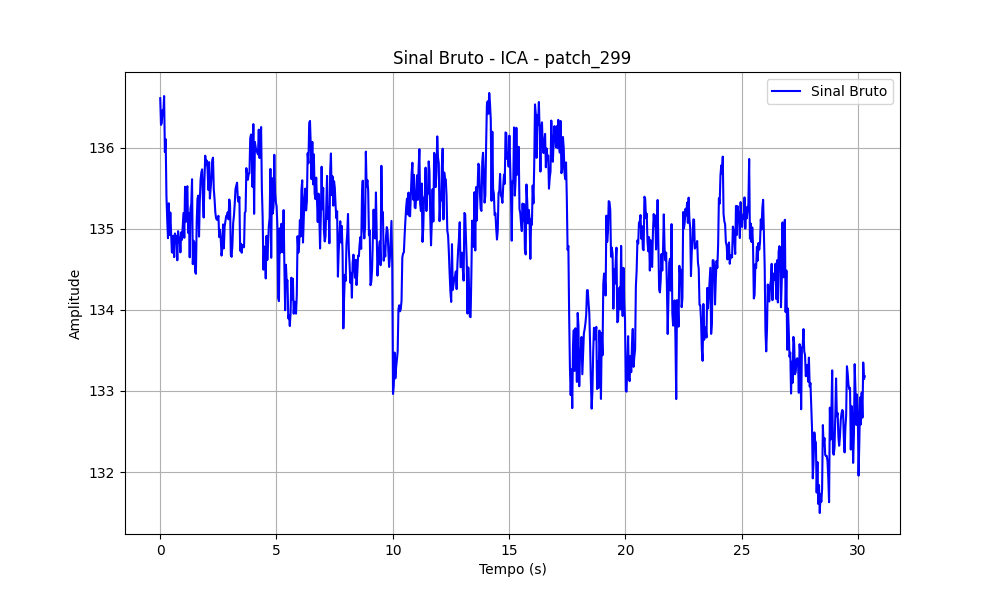 Sinal Bruto - ICA - patch_299
Sinal Bruto
136
135
134
133
132
Amplitude
0 5 10 15 20 25 30
Tempo (s)